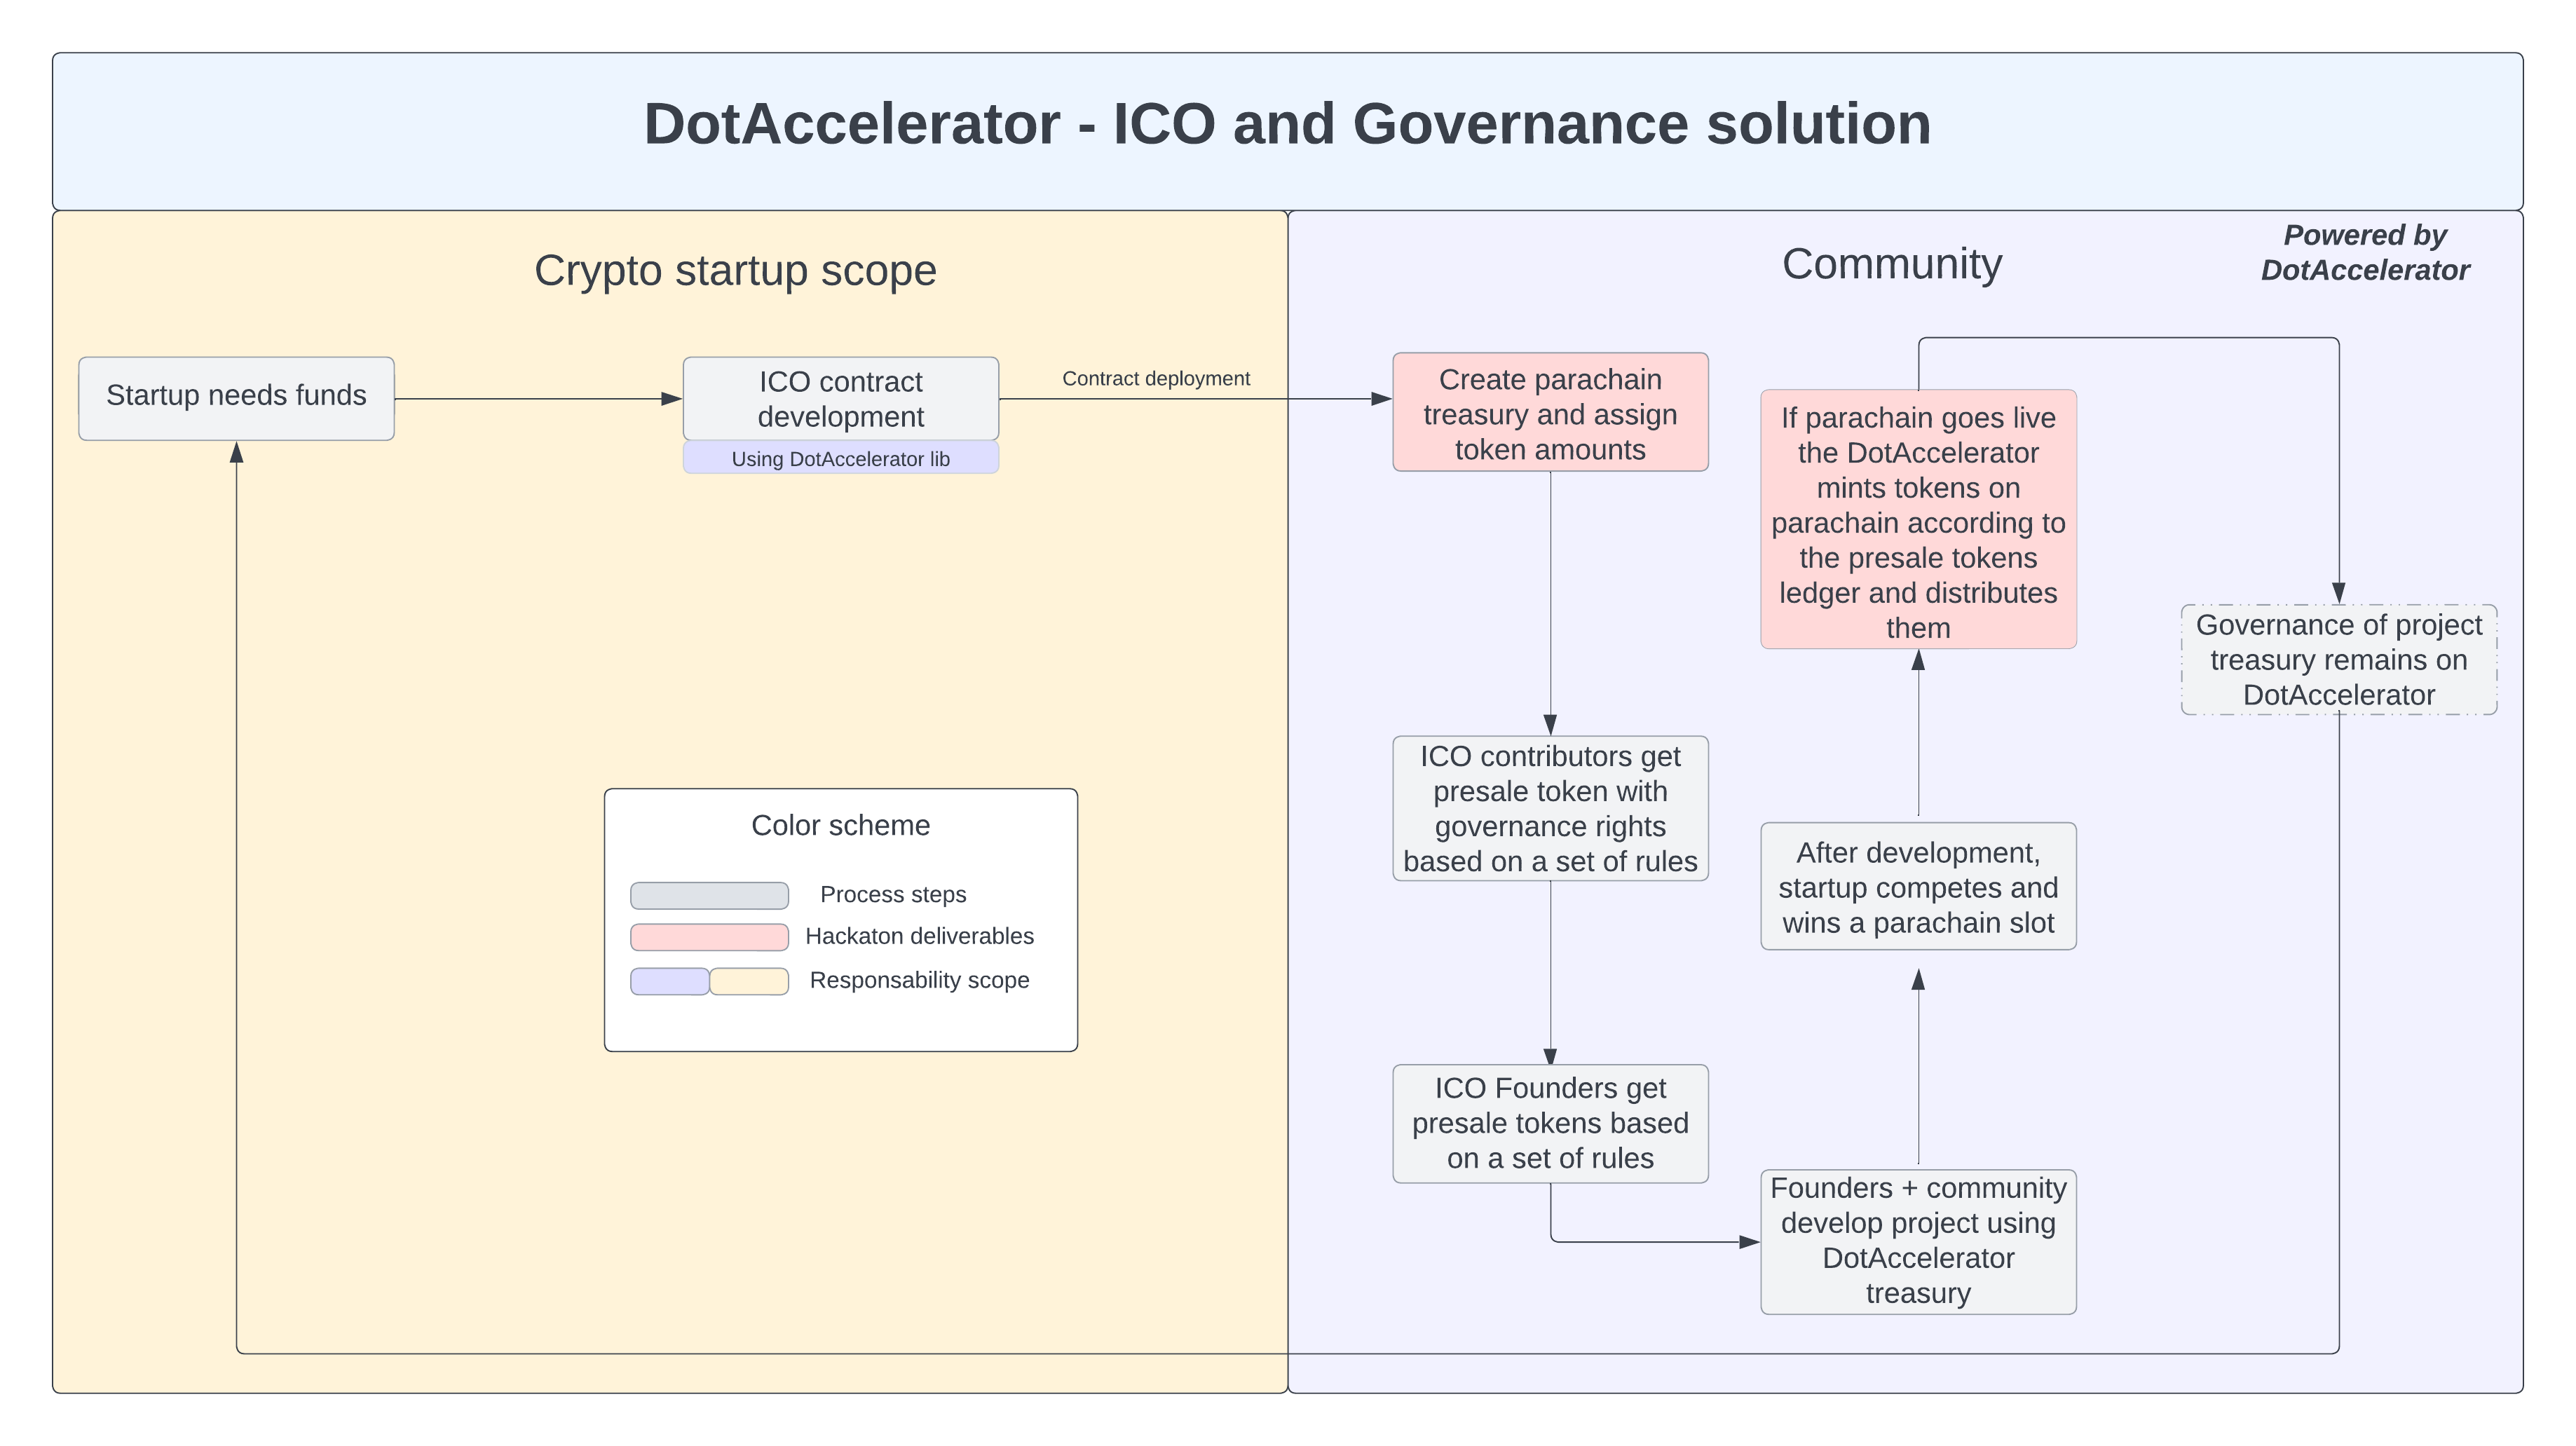 DotAccelerator - ICO and Governance solution
Crypto startup scope
Startup needs funds
ICO contract
development
Using DotAccelerator lib
Contract deployment
Color scheme
Process steps
Hackaton deliverables
Responsability scope
Community
Powered by
DotAccelerator
Create parachain
treasury and assign
token amounts
ICO contributors get
presale token with
governance rights
based on a set of rules
ICO Founders get
presale tokens based
on a set of rules
Founders + community
develop project using
DotAccelerator
treasury
After development,
startup competes and
wins a parachain slot
If parachain goes live
the DotAccelerator
mints tokens on
parachain according to
the presale tokens
ledger and distributes
them
Governance of project
treasury remains on
DotAccelerator